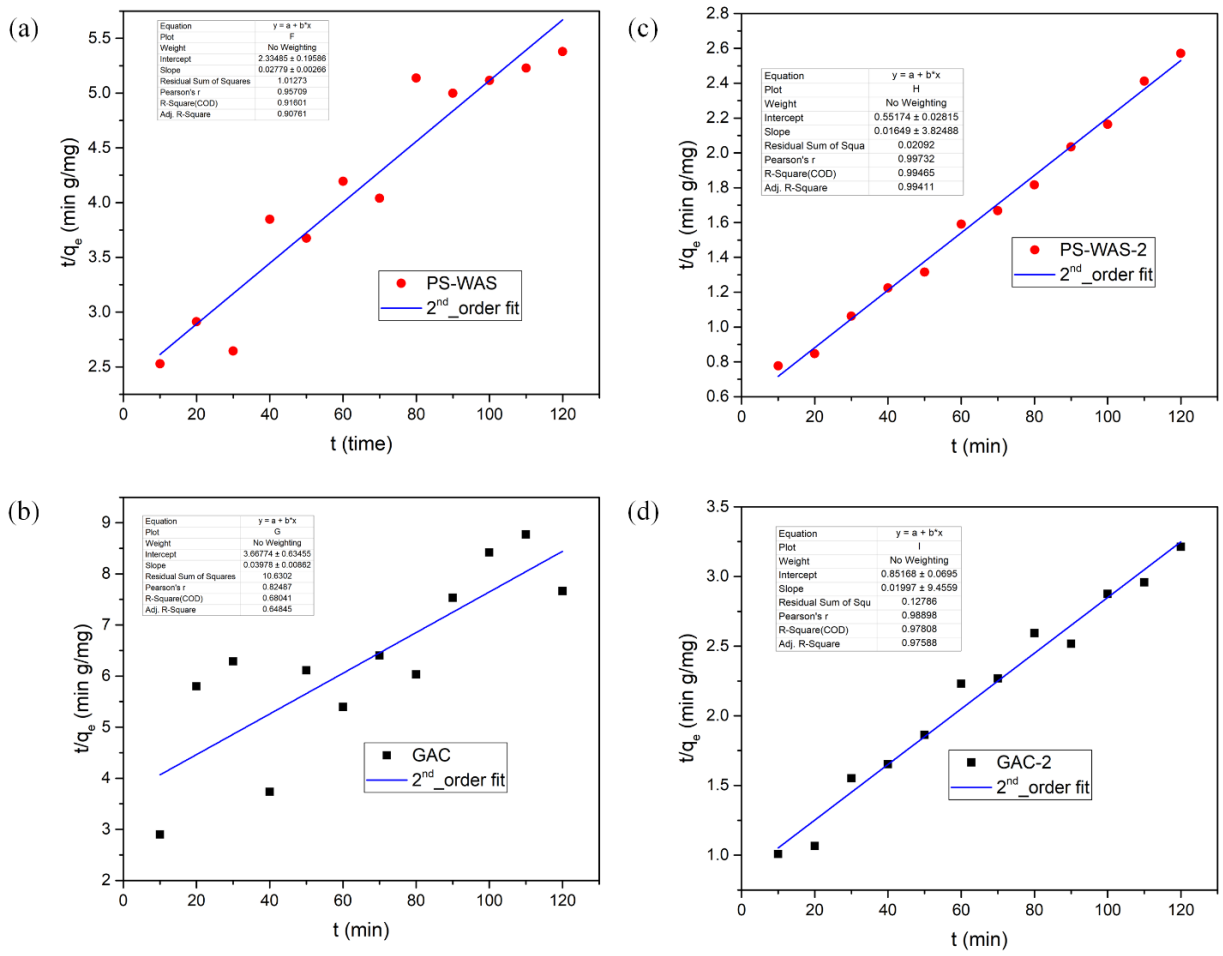 (a)
Equation y = a + b*x
Plot F
Weight No Weighting
Intercept 2.33485 ± 0.19586
Slope 0.02779 ± 0.00266
Residual Sum of Squares 1.01273
Pearson's r 0.95709
R-Square(COD) 0.91601
Adj. R-Square 0.90761
5.5
5.0
4.5
4.0
3.5
3.0
2.5
t/qe (min g/mg)
PS-WAS
2nd_order fit
0 20 40 60 80 100 120
t (time)
(c)
Equation y = a + b*x
Plot H
Weight No Weighting
Intercept 0.55174 ± 0.02815
Slope 0.01649 ± 3.82488
Residual Sum of Squa 0.02092
Pearson's r 0.99732
R-Square(COD) 0.99465
Adj. R-Square 0.99411
2.8
2.6
2.4
2.2
2.0
1.8
1.6
1.4
1.2
1.0
0.8
0.6
t/qe (min g/mg)
PS-WAS-2
2nd_order fit
0 20 40 60 80 100 120
t (min)
(b)
Equation y = a + b*x
Plot G
Weight No Weighting
Intercept 3.66774 ± 0.63455
Slope 0.03978 ± 0.00862
Residual Sum of Squares 10.6302
Pearson's r 0.82487
R-Square(COD) 0.68041
Adj. R-Square 0.64845
9
8
7
6
5
4
3
2
t/qe (min g/mg)
GAC
2nd_order fit
0 20 40 60 80 100 120
t (min)
(d)
Equation y = a + b*x
Plot I
Weight No Weighting
Intercept 0.85168 ± 0.0695
Slope 0.01997 ± 9.4559
Residual Sum of Squ 0.12786
Pearson's r 0.98898
R-Square(COD) 0.97808
Adj. R-Square 0.97588
3.5
3.0
2.5
2.0
1.5
1.0
t/qe (min g/mg)
GAC-2
2nd_order fit
0 20 40 60 80 100 120
t (min)